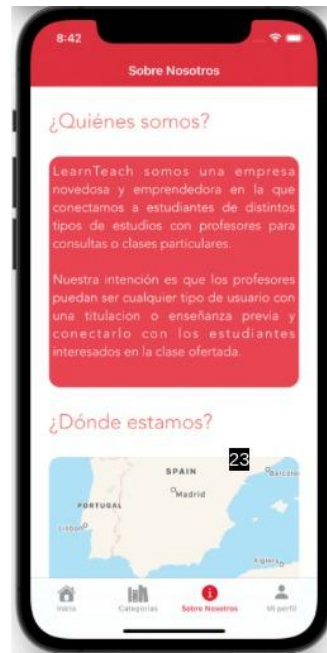 8:42
Sobre Nosotros
¿Quiénes somos?
LearnTeach somos una empresa
novedosa y emprendedora en la que
conectamos a estudiantes de distintos
tipos de estudios con profesores para
consultas o clases particulares.
Nuestra intención es que los profesores
puedan ser cualquier tipo de usuario con
una titulacion o enseñanza previa y
conectarlo con los estudiantes
interesados en la clase ofertada.
¿Dónde estamos?
23
SPAIN
Barcelon
Madrid
PORTUGAL
Lisbon
Algiers
Inicio
Categorías
Sobre Nosotros
Mi perfil